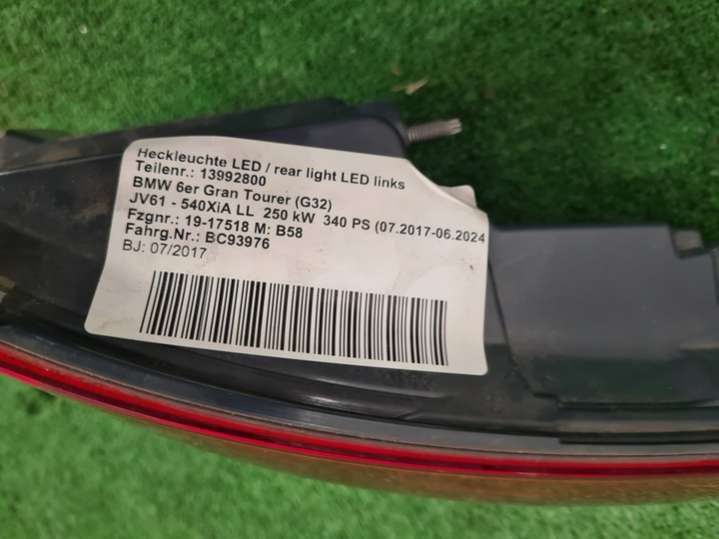 Heckleuchte LED / rear light LED links
Teilenr.: 13992800
BMW 6er Gran Tourer (G32)
JV61 - 540XiA LL 250 kW 340 PS (07.2017-06.2024
Fzgnr.: 19-17518 M: B58
Fahrg.Nr.: BC93976
BJ: 07/2017